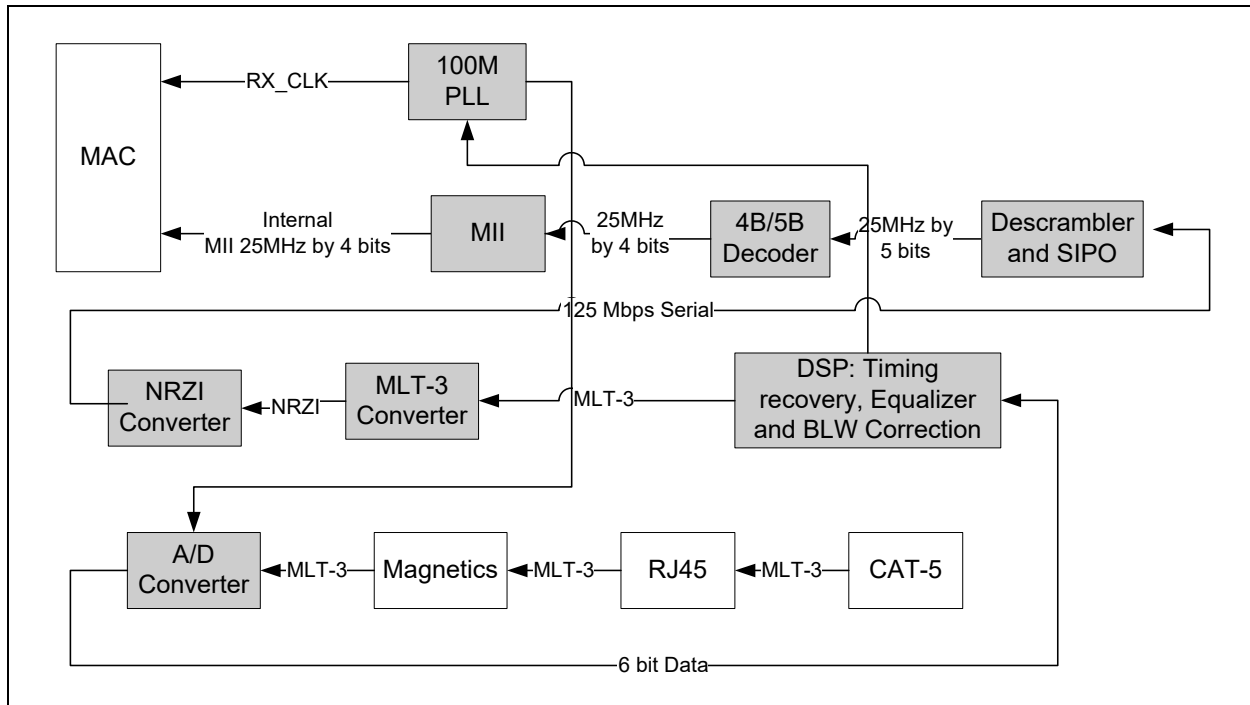 100M
PLL
RX_CLK
MAC
Internal
MII 25MHz by 4 bits
MII
25MHz
by 4 bits
4B/5B
Decoder
25MHz by
5 bits
Descrambler
and SIPO
125 Mbps Serial
NRZI
Converter
NRZI
MLT-3
Converter
MLT-3
DSP: Timing
recovery, Equalizer
and BLW Correction
A/D
Converter
MLT-3
Magnetics
MLT-3
RJ45
MLT-3
CAT-5
6 bit Data